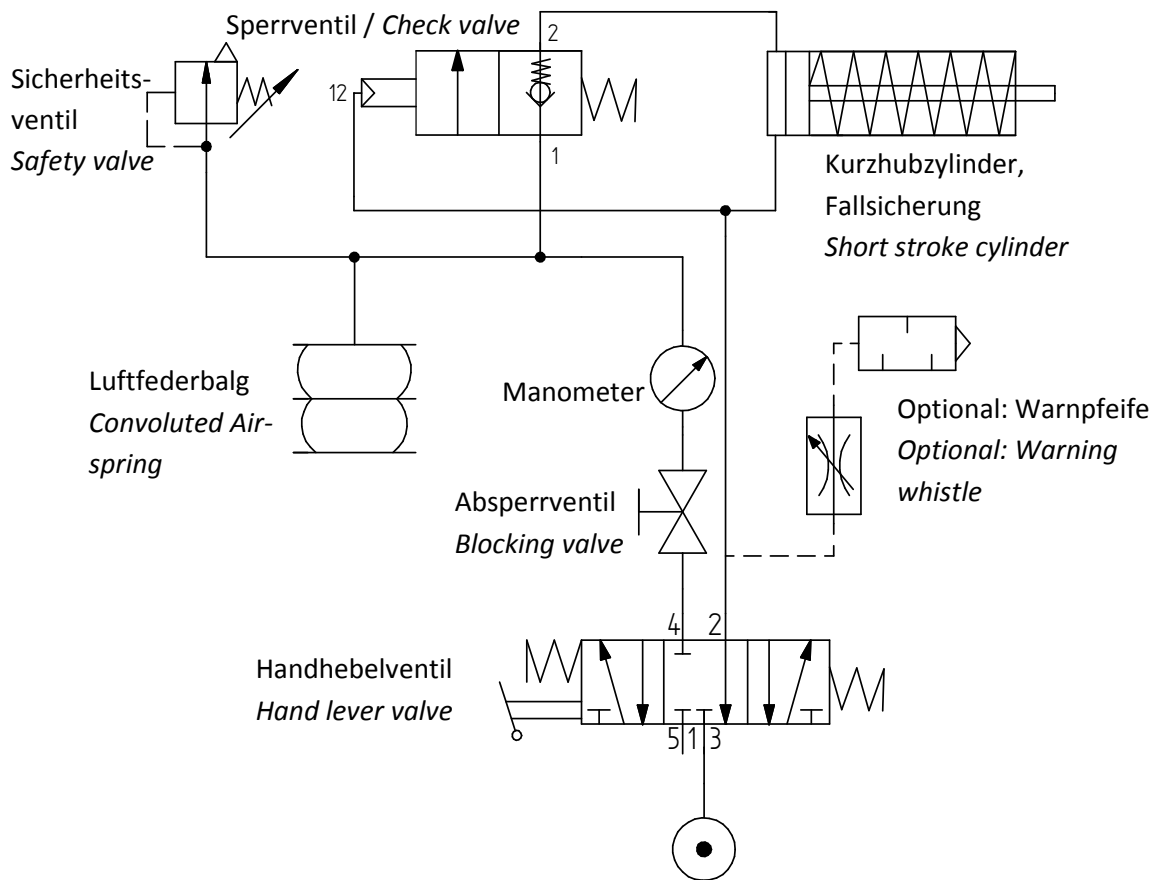 Sperrventil / Check valve
2
Sicherheits-
ventil
Safety valve
12
1
Kurzhubzylinder,
Fallsicherung
Short stroke cylinder
Luftfederbalg
Convoluted Air-
spring
Manometer
Optional: Warnpfeife
Optional: Warning
whistle
Absperrventil
Blocking valve
4 2
Handhebelventil
Hand lever valve
5 1 3